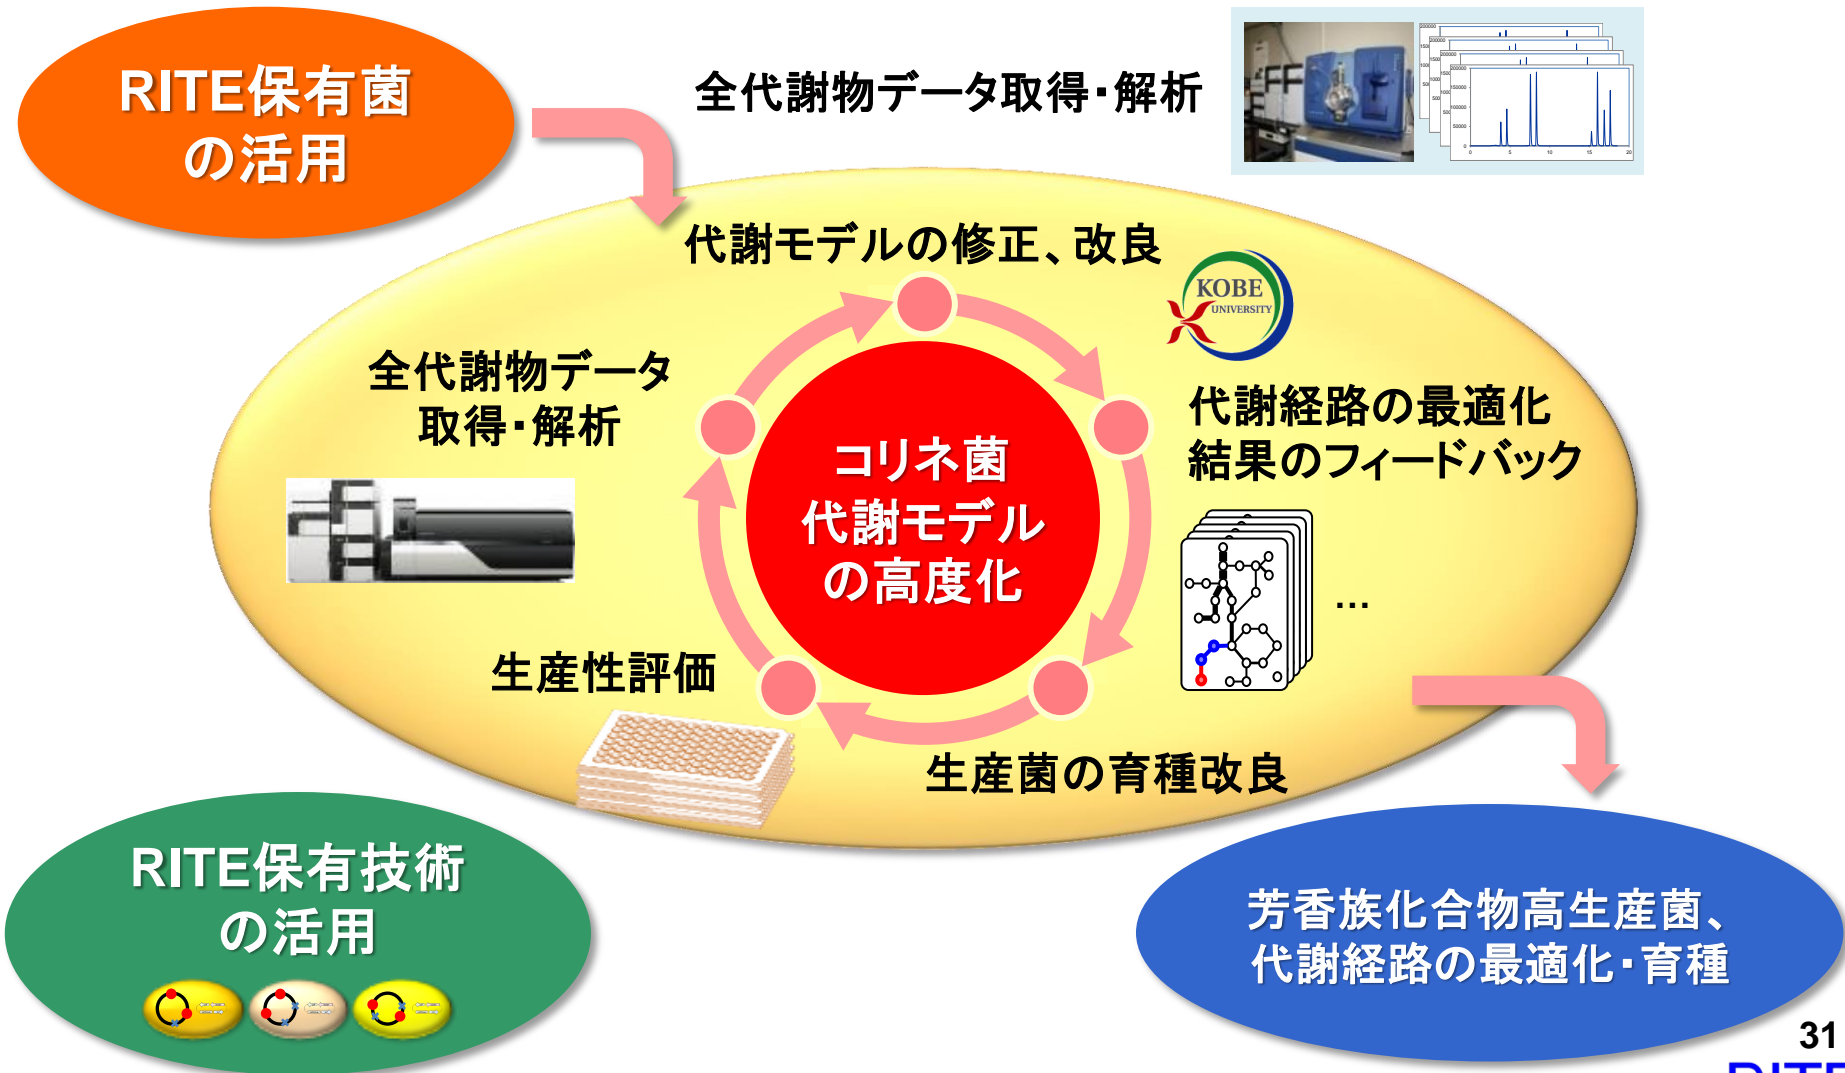 RITE保有菌
の活用
全代謝物データ取得・解析
代謝モデルの修正、改良
KOBE
UNIVERSITY
全代謝物データ
取得・解析
代謝経路の最適化
結果のフィードバック
コリネ菌
代謝モデル
の高度化
...
生産性評価
生産菌の育種改良
RITE保有技術
の活用
芳香族化合物高生産菌、
代謝経路の最適化・育種
31